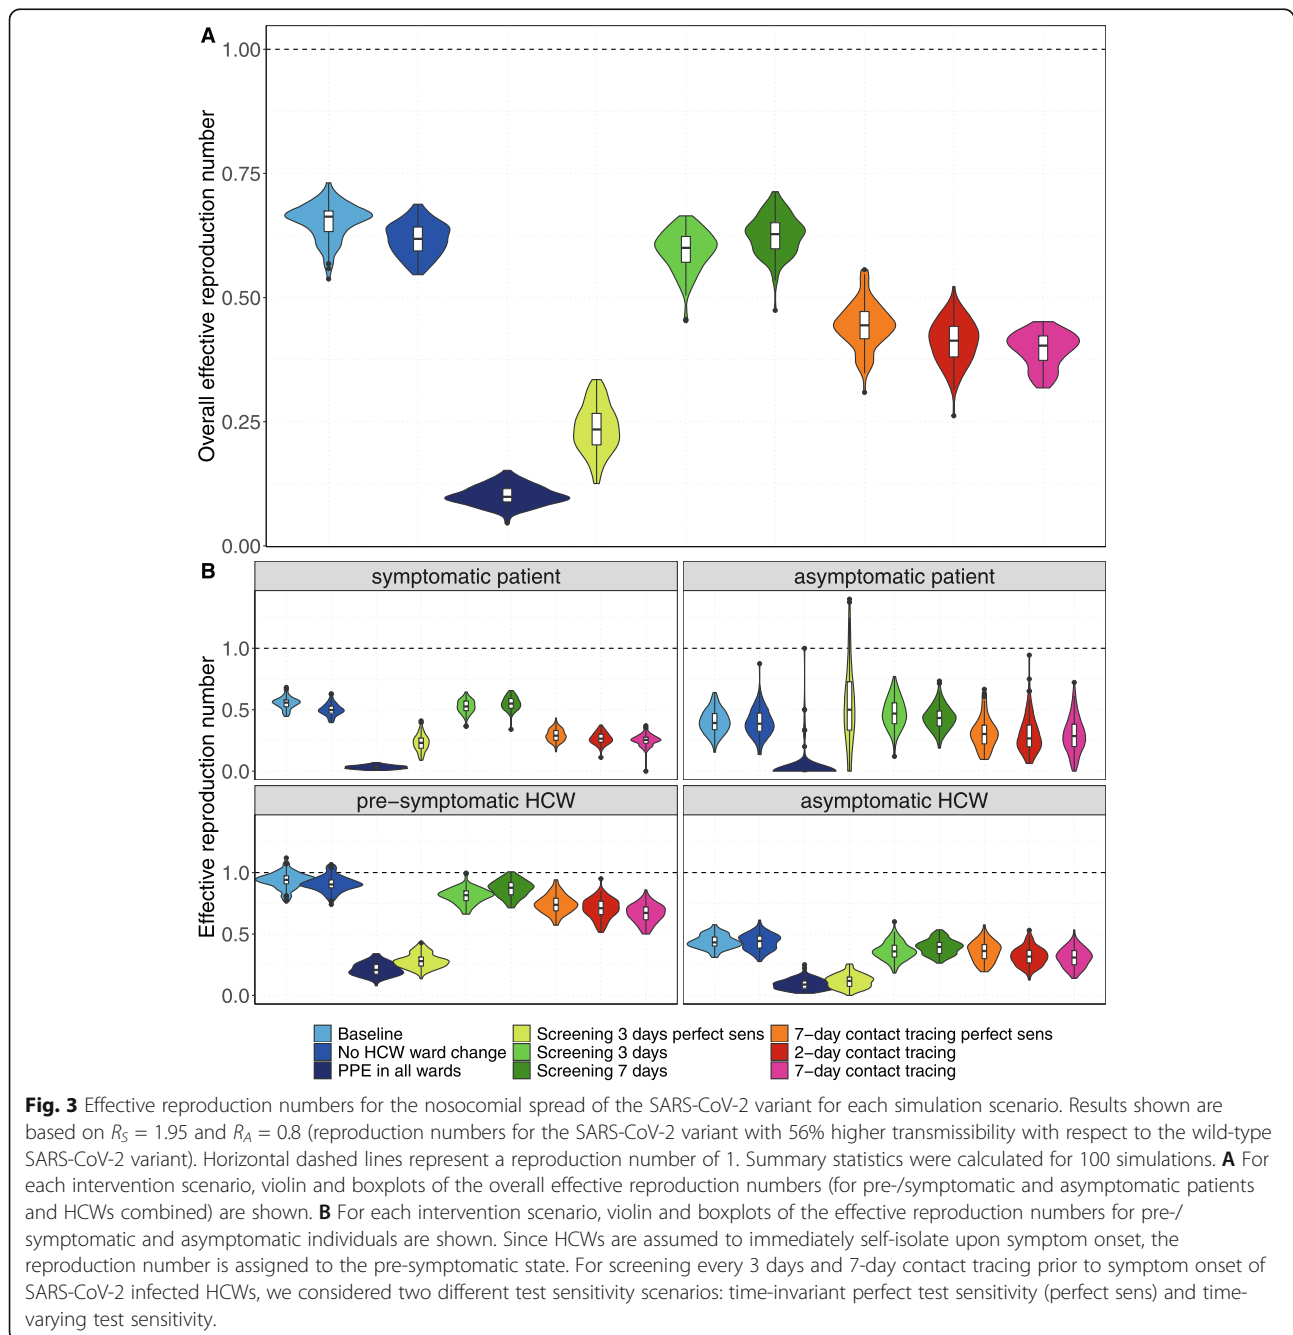 A
1.00
0.75
0.50
0.25
0.00
Overall effective reproduction number
B
symptomatic patient
asymptomatic patient
1.0
0.5
0.0
pre−symptomatic HCW
asymptomatic HCW
1.0
0.5
0.0
Effective reproduction number
Baseline
No HCW ward change
PPE in all wards
Screening 3 days perfect sens
Screening 3 days
Screening 7 days
7−day contact tracing perfect sens
2−day contact tracing
7−day contact tracing
Fig. 3 Effective reproduction numbers for the nosocomial spread of the SARS-CoV-2 variant for each simulation scenario. Results shown are
based on RS = 1.95 and RA = 0.8 (reproduction numbers for the SARS-CoV-2 variant with 56% higher transmissibility with respect to the wild-type
SARS-CoV-2 variant). Horizontal dashed lines represent a reproduction number of 1. Summary statistics were calculated for 100 simulations. A For
each intervention scenario, violin and boxplots of the overall effective reproduction numbers (for pre-/symptomatic and asymptomatic patients
and HCWs combined) are shown. B For each intervention scenario, violin and boxplots of the effective reproduction numbers for pre-/
symptomatic and asymptomatic individuals are shown. Since HCWs are assumed to immediately self-isolate upon symptom onset, the
reproduction number is assigned to the pre-symptomatic state. For screening every 3 days and 7-day contact tracing prior to symptom onset of
SARS-CoV-2 infected HCWs, we considered two different test sensitivity scenarios: time-invariant perfect test sensitivity (perfect sens) and time-
varying test sensitivity.